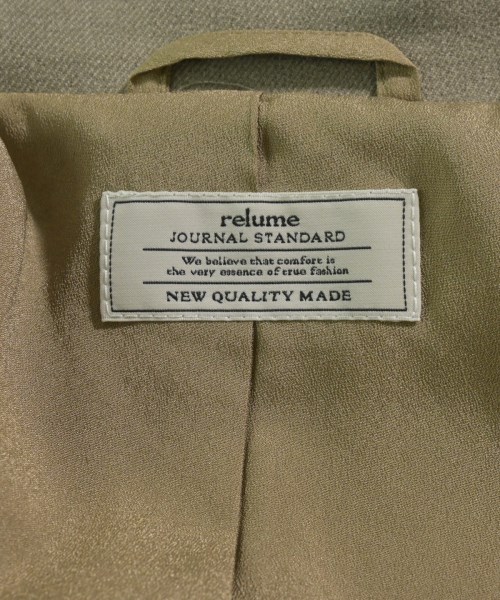 relume
JOURNAL STANDARD
We believe that comfort is
the very essence of true fashion
NEW QUALITY MADE